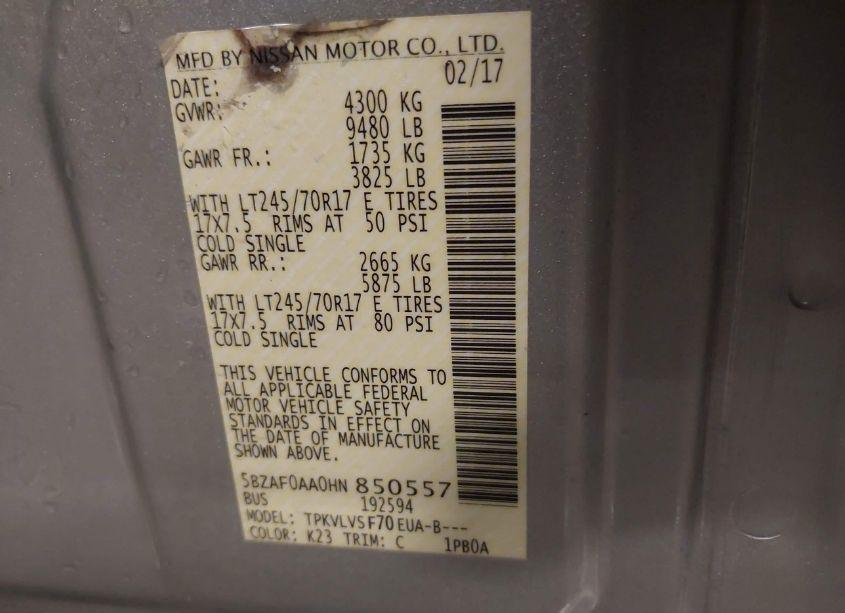 MFD BY NISSAN MOTOR CO., LTD.
DATE: 02/17
GVWR: 4300 KG
9480 LB
GAWR FR.: 1735 KG
3825 LB
WITH LT245/70R17 E TIRES
17X7.5 RIMS AT 50 PSI
COLD SINGLE
GAWR RR.: 2665 KG
5875 LB
WITH LT245/70R17 E TIRES
17X7.5 RIMS AT 80 PSI
COLD SINGLE
THIS VEHICLE CONFORMS TO
ALL APPLICABLE FEDERAL
MOTOR VEHICLE SAFETY
STANDARDS IN EFFECT ON
THE DATE OF MANUFACTURE
SHOWN ABOVE.
5BZAF0AA0HN 850557
BUS 192594
MODEL: TPKVLVSF70EUA-B---
COLOR: K23 TRIM: C 1PB0A